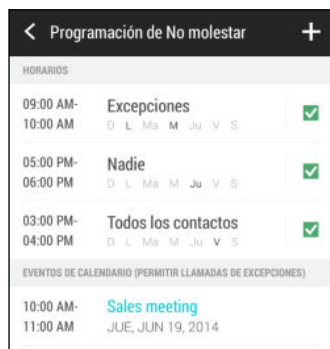 Programación de No molestar
HORARIOS
09:00 AM- Excepciones
10:00 AM D L Ma M Ju V S
05:00 PM- Nadie
06:00 PM D L Ma M Ju V S
03:00 PM- Todos los contactos
04:00 PM D L Ma M Ju V S
EVENTOS DE CALENDARIO (PERMITIR LLAMADAS DE EXCEPCIONES)
10:00 AM- Sales meeting
11:00 AM JUE, JUN 19, 2014